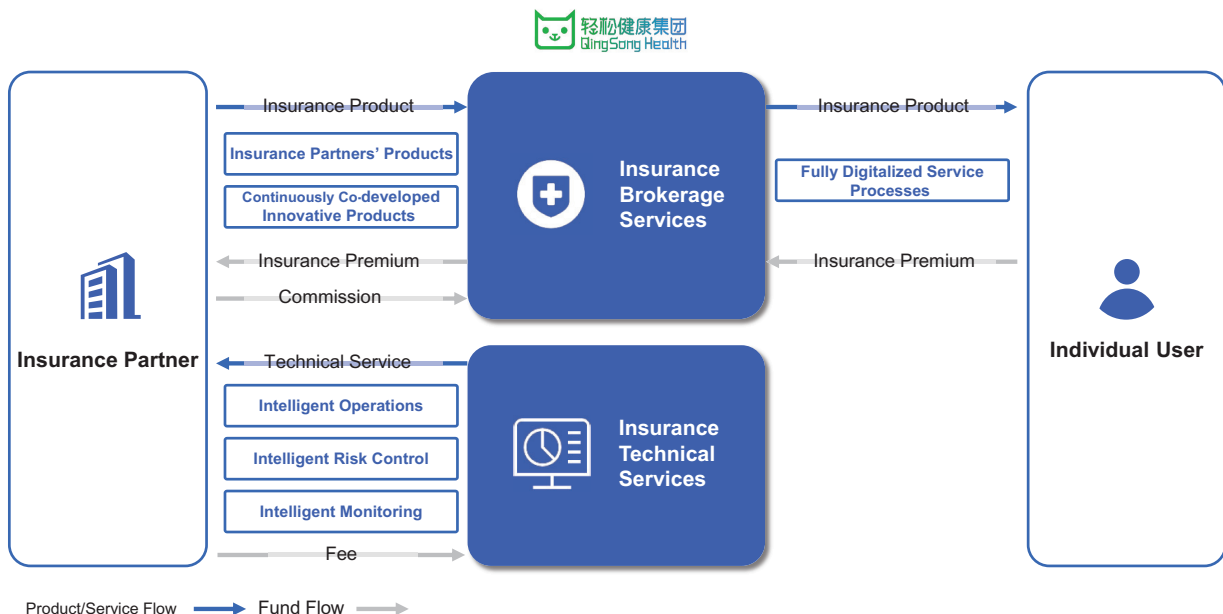 轻松健康集团
QingSong Health
Insurance Product
Insurance Partners’ Products
Continuously Co-developed
Innovative Products
Insurance Premium
Commission
Insurance Partner
Technical Service
Intelligent Operations
Intelligent Risk Control
Intelligent Monitoring
Fee
Insurance
Brokerage
Services
Insurance
Technical
Services
Insurance Product
Fully Digitalized Service
Processes
Insurance Premium
Individual User
Product/Service Flow
Fund Flow